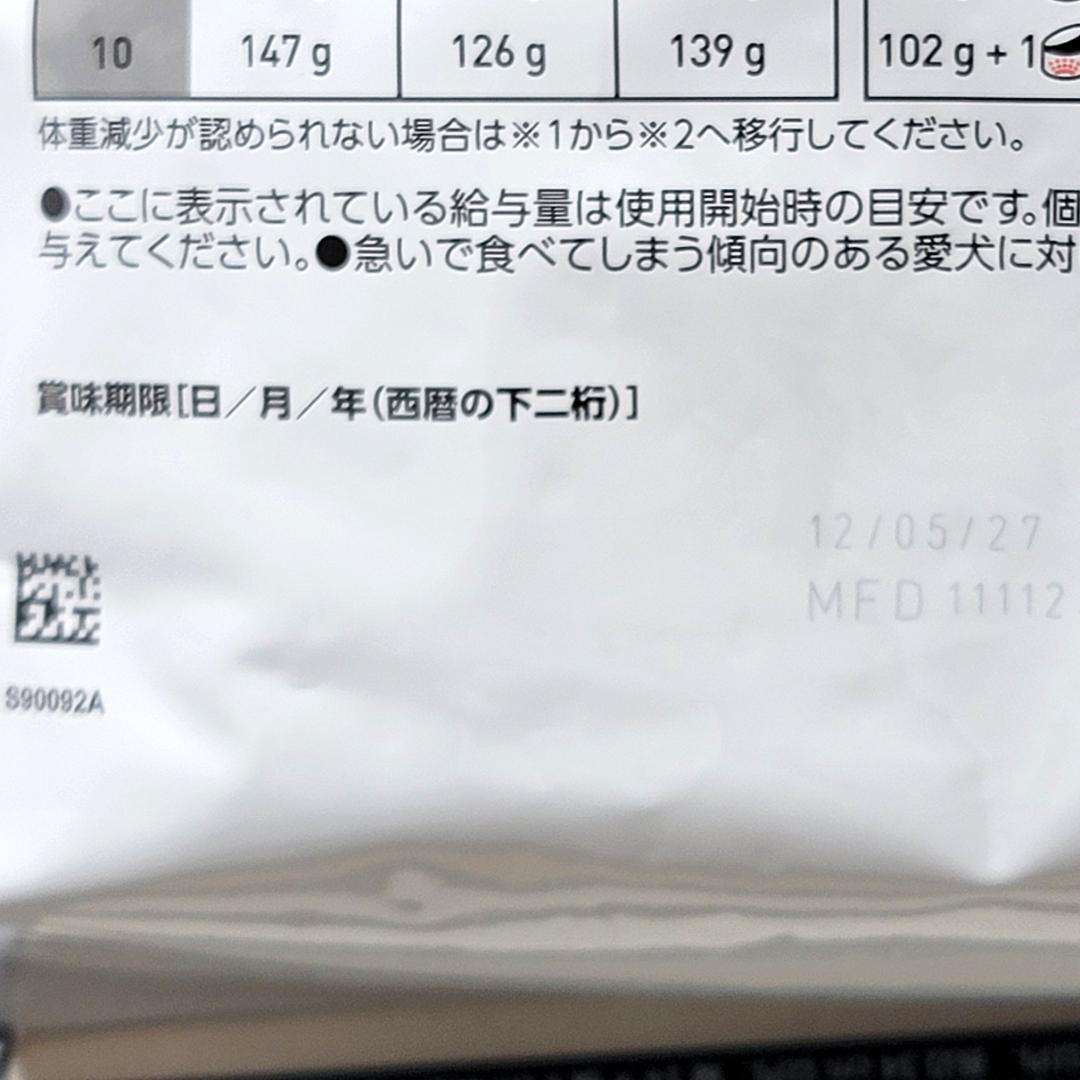 10 147 g 126 g 139 g 102 g + 1
体重減少が認められない場合は※1から※2へ移行してください。
●ここに表示されている給与量は使用開始時の目安です。個
与えてください。●急いで食べてしまう傾向のある愛犬に対
賞味期限[日／月／年(西暦の下二桁)]
12/05/27
MFD 11112
S90092A